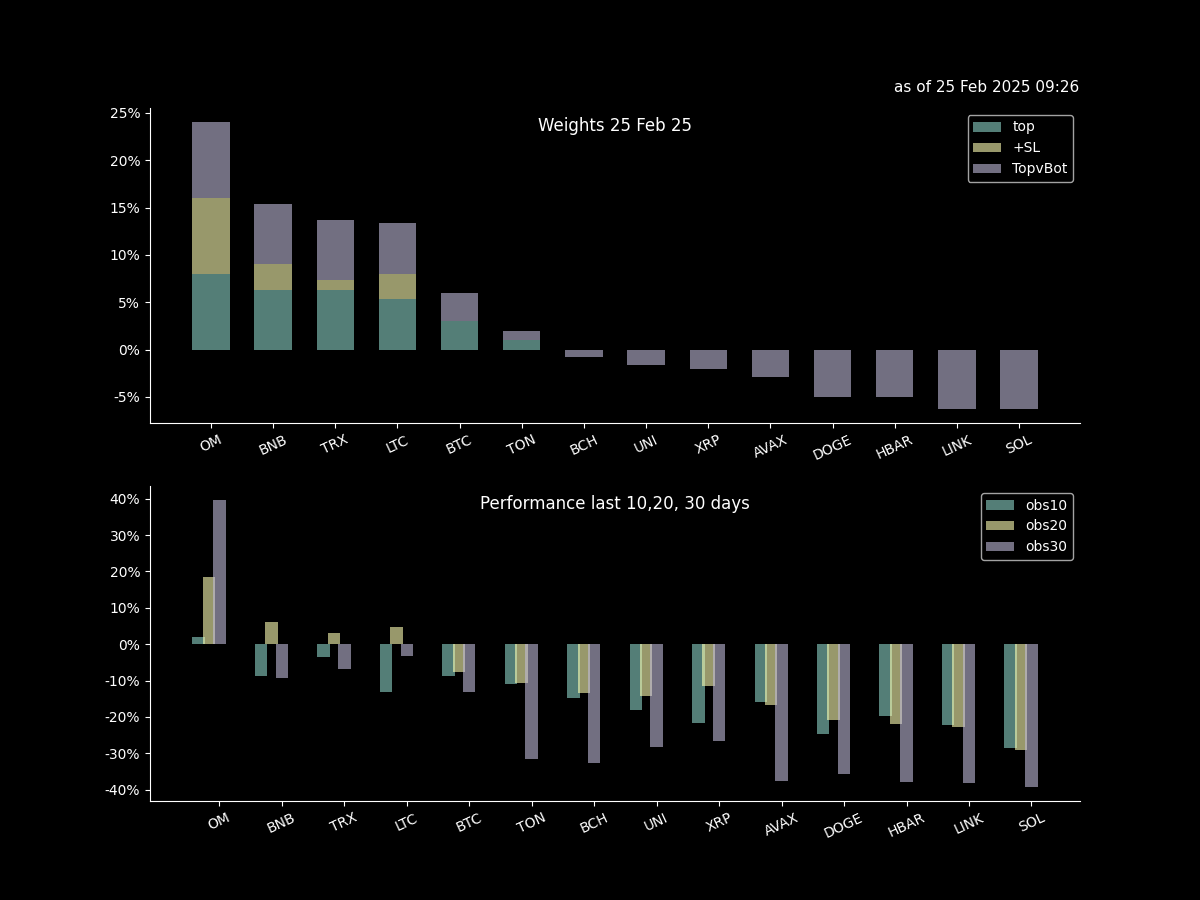 as of 25 Feb 2025 09:26
Weights 25 Feb 25
top
+SL
TopvBot
25%
20%
15%
10%
5%
0%
-5%
OM BNB TRX LTC BTC TON BCH UNI XRP AVAX DOGE HBAR LINK SOL
Performance last 10,20, 30 days
obs10
obs20
obs30
40%
30%
20%
10%
0%
-10%
-20%
-30%
-40%
OM BNB TRX LTC BTC TON BCH UNI XRP AVAX DOGE HBAR LINK SOL